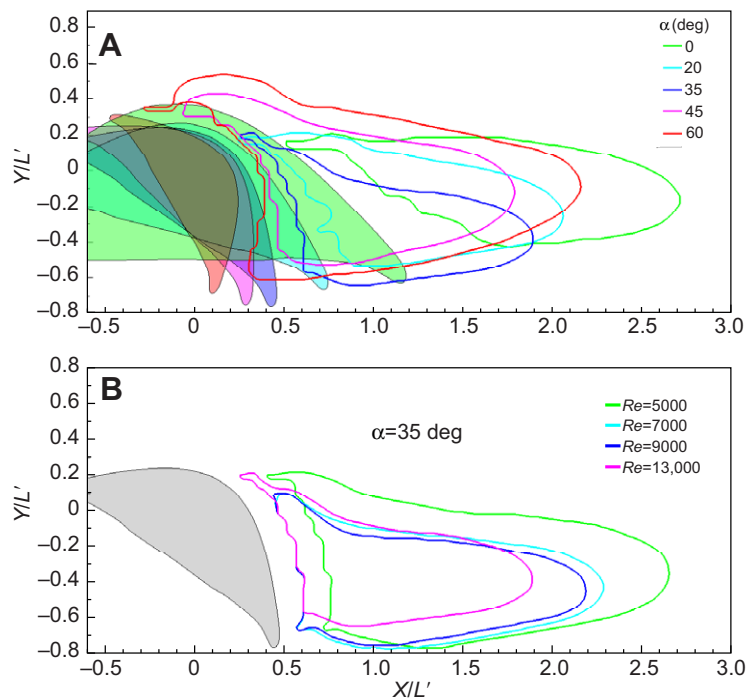 A
α(deg)
0
20
35
45
60
0.8
0.6
0.4
0.2
0
–0.2
–0.4
–0.6
–0.8
Y/L′
–0.5 0 0.5 1.0 1.5 2.0 2.5 3.0
B
α=35 deg
Re=5000
Re=7000
Re=9000
Re=13,000
0.8
0.6
0.4
0.2
0
–0.2
–0.4
–0.6
–0.8
Y/L′
–0.5 0 0.5 1.0 1.5 2.0 2.5 3.0
X/L′